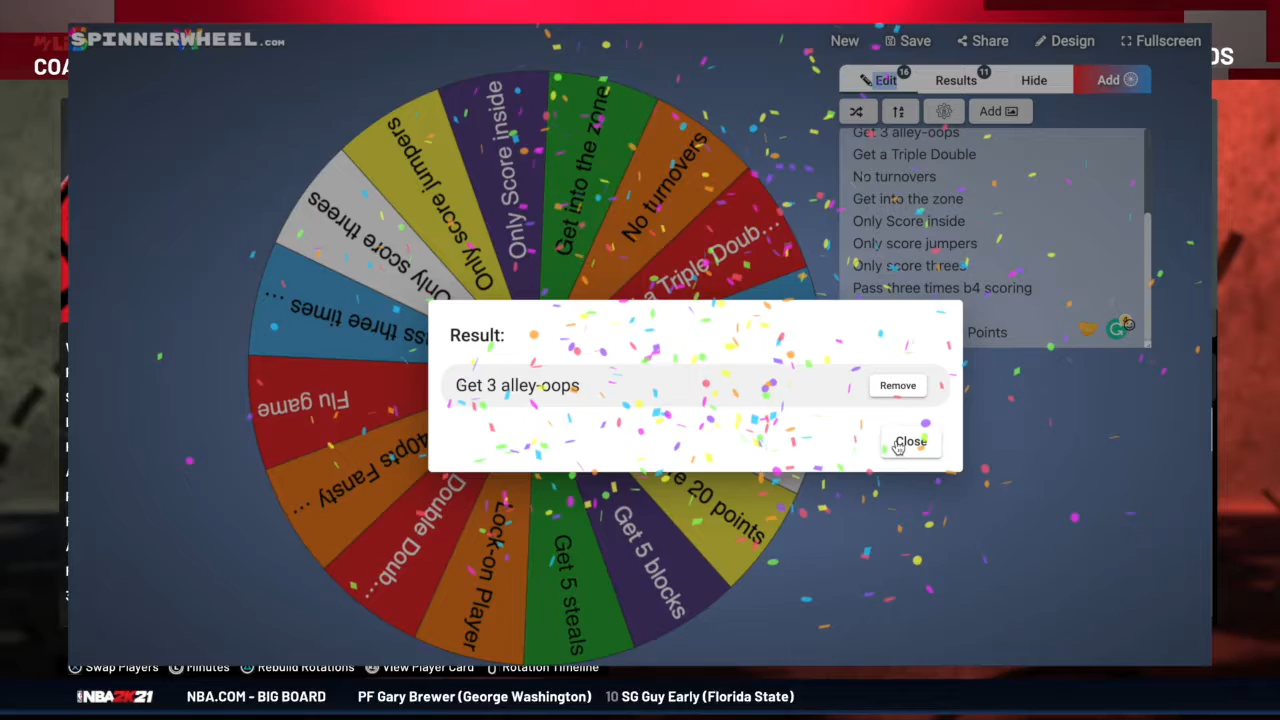 SPINNERWHEEL.COM
New
Save
Share
Design
Fullscreen
COA
OS
Edit
16
Results
11
Hide
Add
Add
Get 3 alley-oops
Get a Triple Double
No turnovers
Get into the zone
Only Score inside
Only score jumpers
Only score threes
Pass three times b4 scoring
Points
Only score threes
Only score jumpers
Only Score inside
Get into the zone
No turnovers
a Triple Doub...
ss three times ...
Flu game
40pts Fansty ...
Double Doub...
Lock-on Player
Get 5 steals
Get 5 blocks
e 20 points
Result:
Get 3 alley-oops
Remove
Close
Swap Players
Minutes
Rebuild Rotations
View Player Card
Rotation Timeline
NBA2K21
NBA.COM - BIG BOARD
PF Gary Brewer (George Washington)
10 SG Guy Early (Florida State)